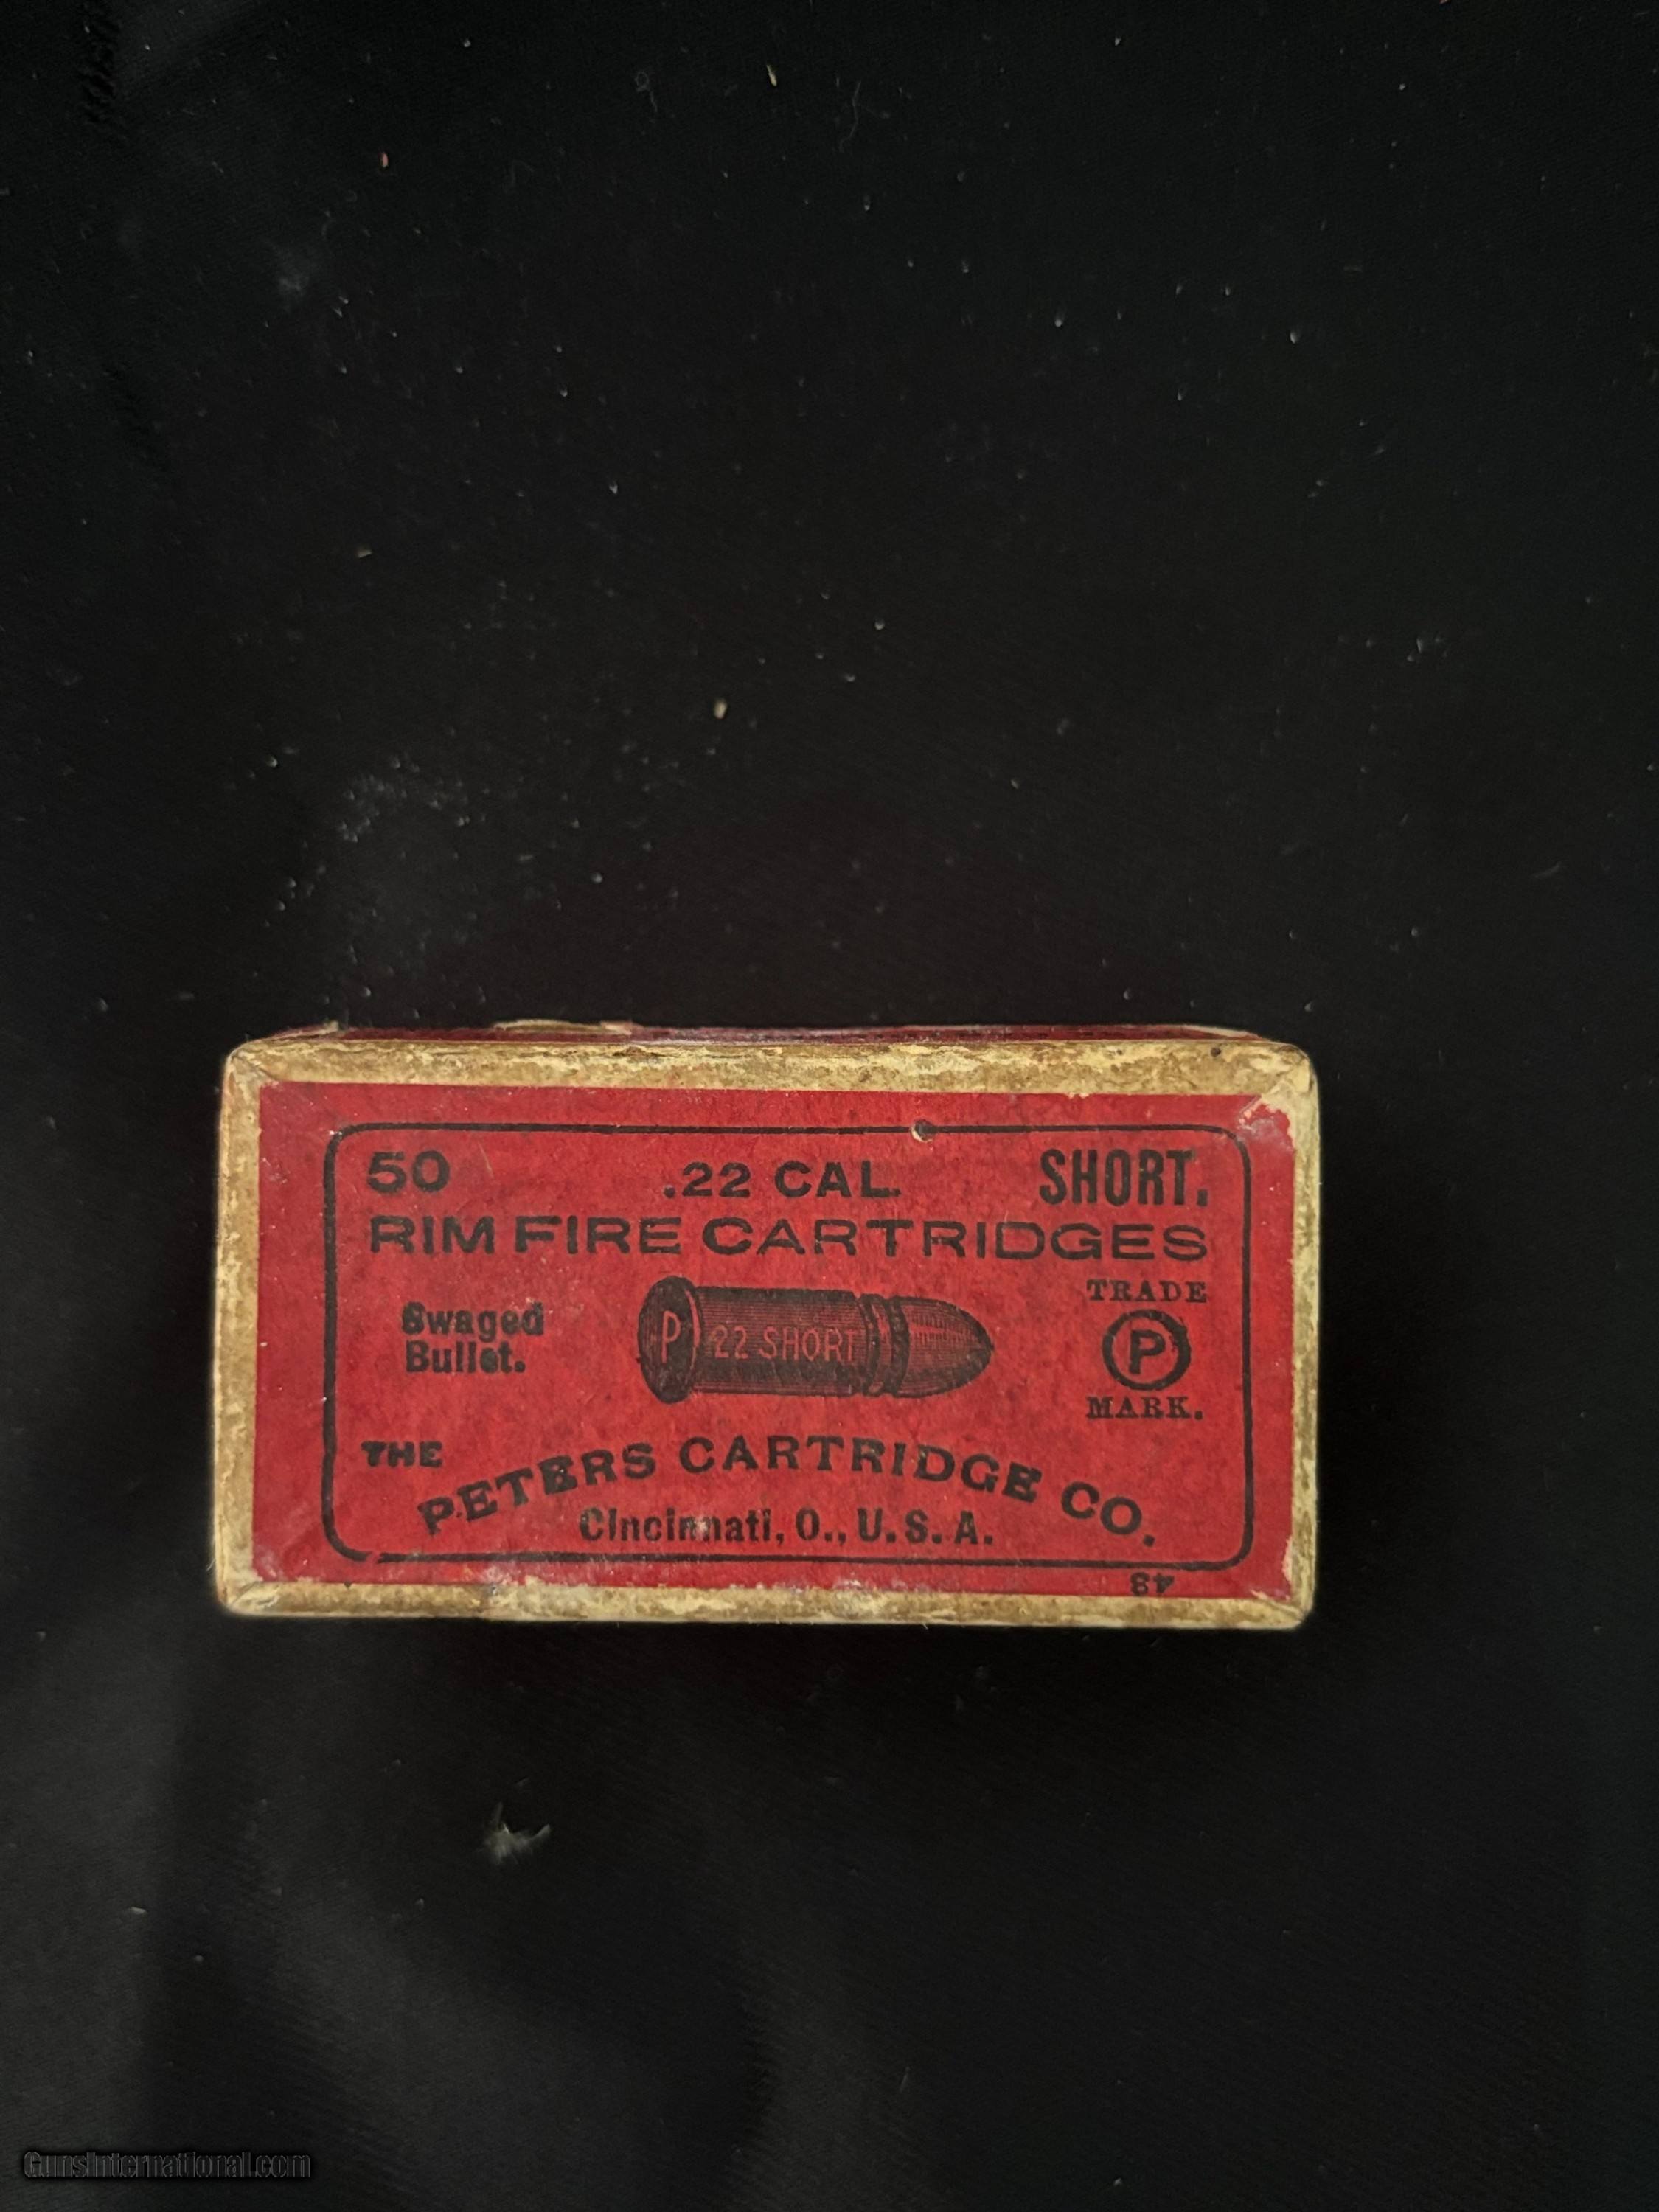 50 .22 CAL. SHORT.
RIM FIRE CARTRIDGES
Swaged
Bullet.
P 22 SHORT
TRADE
P
MARK.
THE
PETERS CARTRIDGE CO.
Cincinnati, O., U.S.A.
48
GunsInternational.com